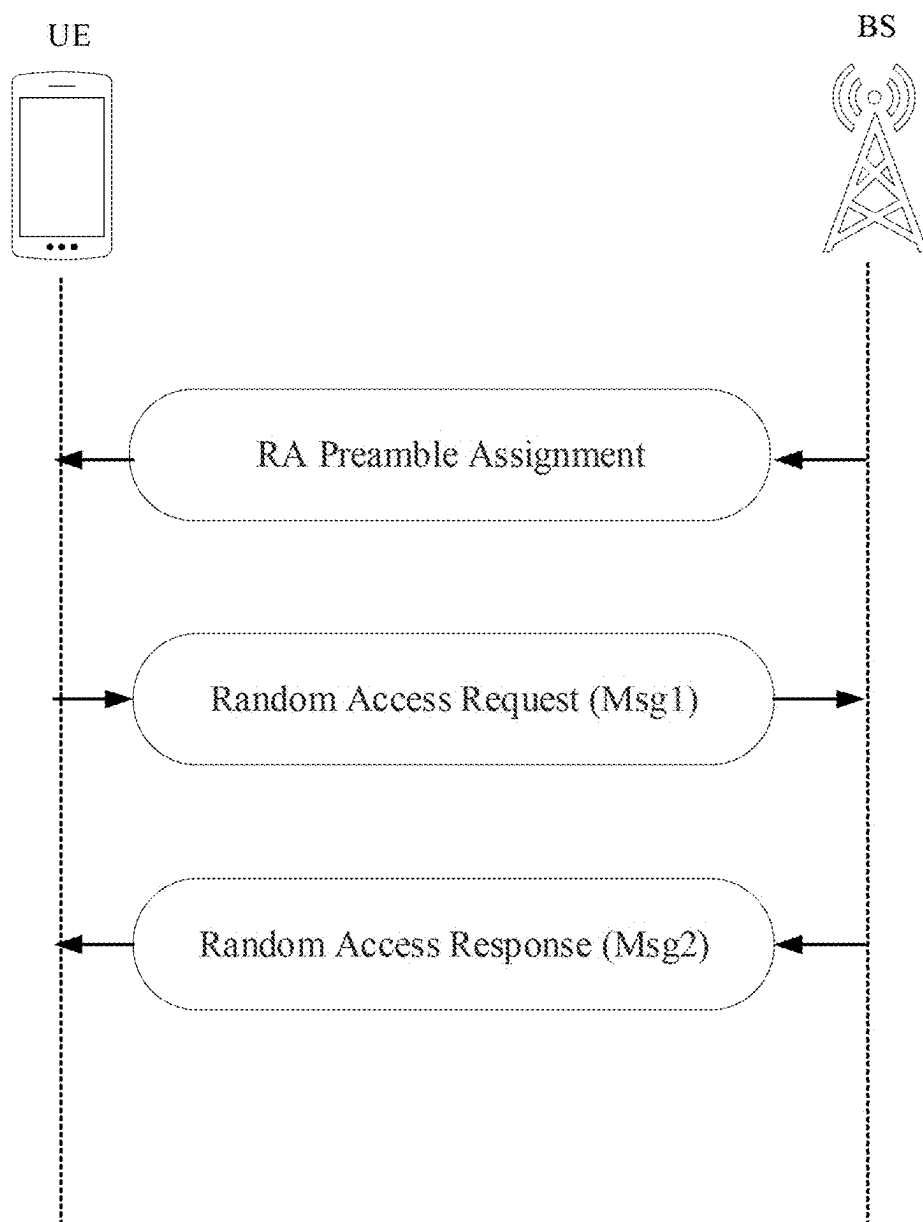 UE
BS
RA Preamble Assignment
Random Access Request (Msg1)
Random Access Response (Msg2)